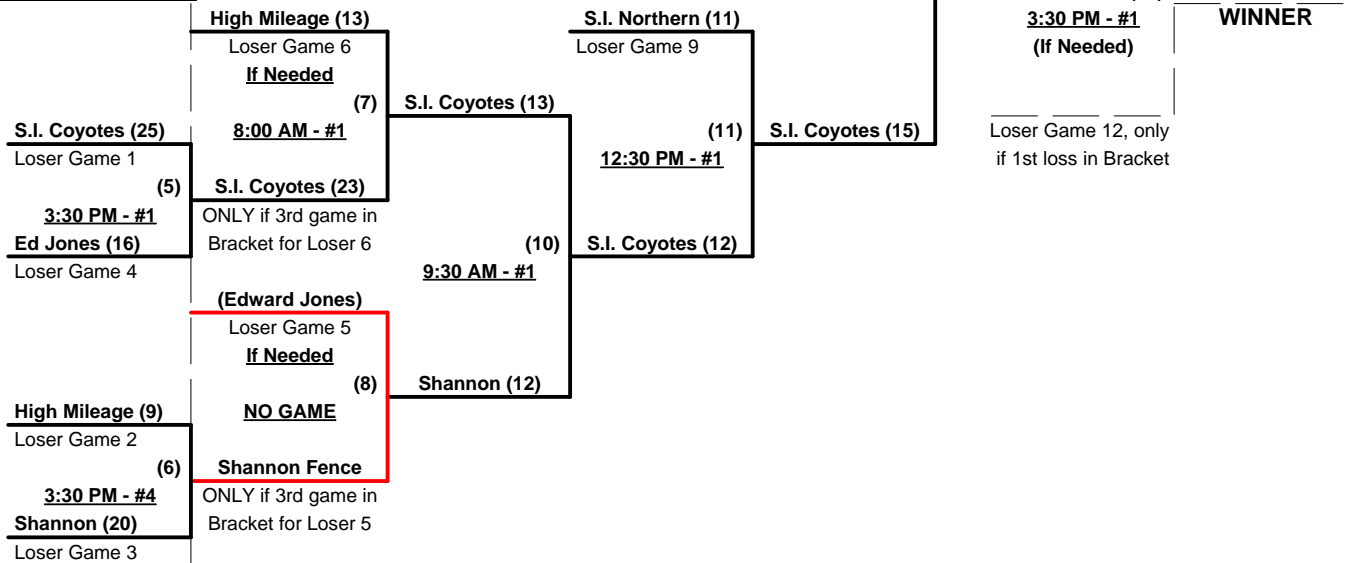 High Mileage (13)
Loser Game 6
If Needed
(7)
8:00 AM - #1
S.I. Coyotes (25)
Loser Game 1
(5)
3:30 PM - #1
Ed Jones (16)
Loser Game 4
S.I. Coyotes (23)
ONLY if 3rd game in
Bracket for Loser 6
(Edward Jones)
Loser Game 5
If Needed
(8)
NO GAME
High Mileage (9)
Loser Game 2
(6)
3:30 PM - #4
Shannon (20)
Loser Game 3
Shannon Fence
ONLY if 3rd game in
Bracket for Loser 5
S.I. Coyotes (13)
(10)
9:30 AM - #1
Shannon (12)
S.I. Northern (11)
Loser Game 9
(11)
12:30 PM - #1
S.I. Coyotes (12)
S.I. Coyotes (15)
3:30 PM - #1
(If Needed)
WINNER
Loser Game 12, only
if 1st loss in Bracket